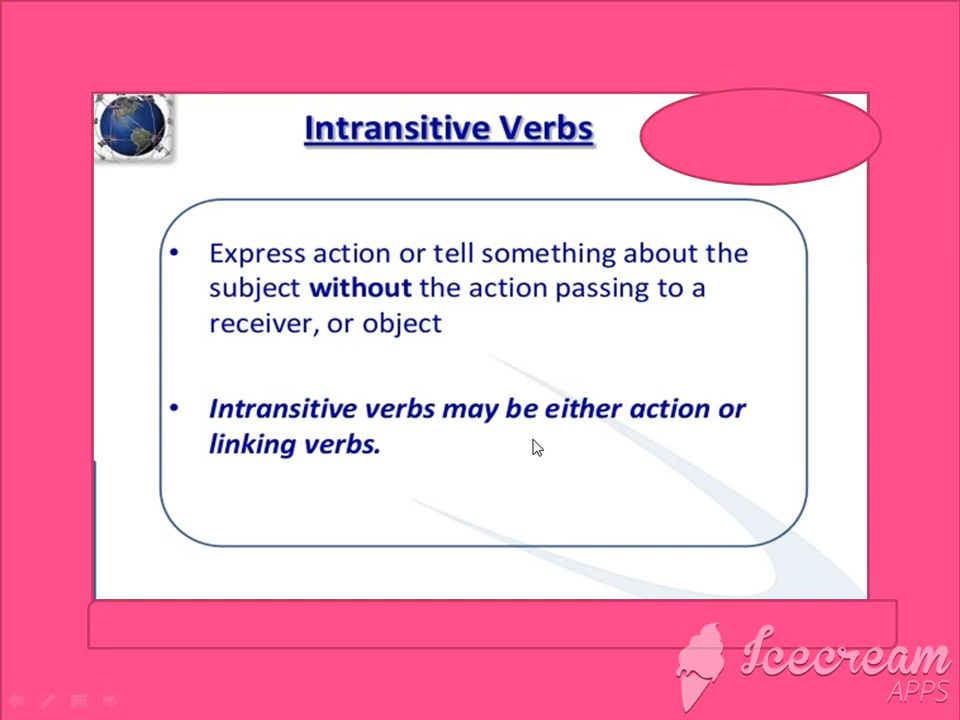 Intransitive Verbs
• Express action or tell something about the
subject without the action passing to a
receiver, or object
• Intransitive verbs may be either action or
linking verbs.
Icecream
APPS